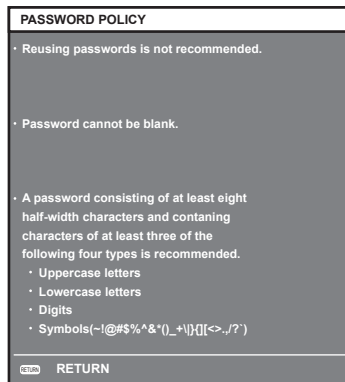 PASSWORD POLICY
・Reusing passwords is not recommended.
・Password cannot be blank.
・A password consisting of at least eight
half-width characters and contaning
characters of at least three of the
following four types is recommended.
・Uppercase letters
・Lowercase letters
・Digits
・Symbols(~!@#$%^&*()_+\|}{][<>.,/?`)
RETURN RETURN